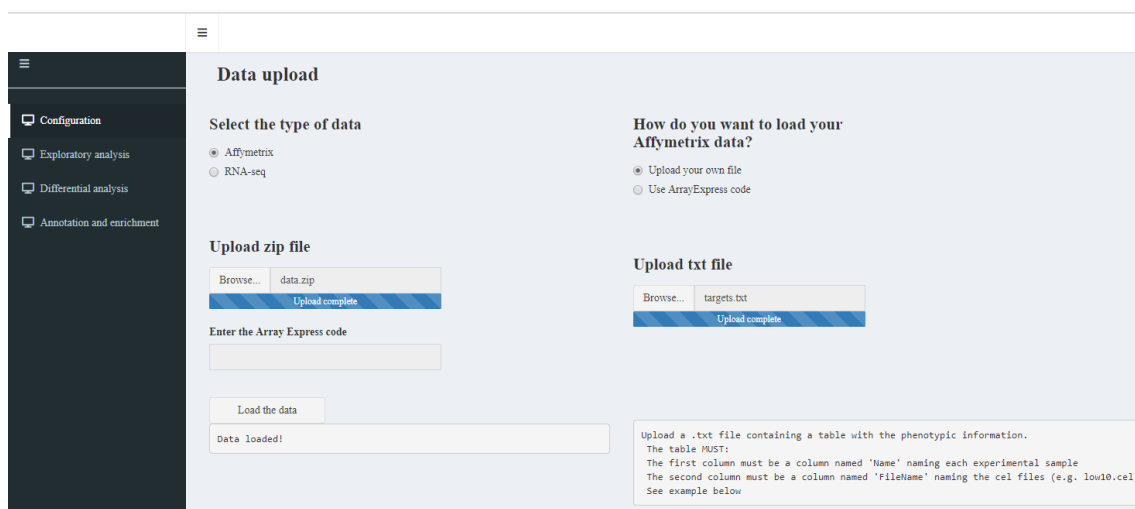 Data upload
Configuration
Exploratory analysis
Differential analysis
Annotation and enrichment
Select the type of data
Affymetrix
RNA-seq
How do you want to load your
Affymetrix data?
Upload your own file
Use ArrayExpress code
Upload zip file
Browse... data.zip
Upload complete
Enter the Array Express code
Upload txt file
Browse... targets.txt
Upload complete
Load the data
Data loaded!
Upload a .txt file containing a table with the phenotypic information.
The table MUST:
The first column must be a column named 'Name' naming each experimental sample
The second column must be a column named 'FileName' naming the cel files (e.g. low10.cel
See example below